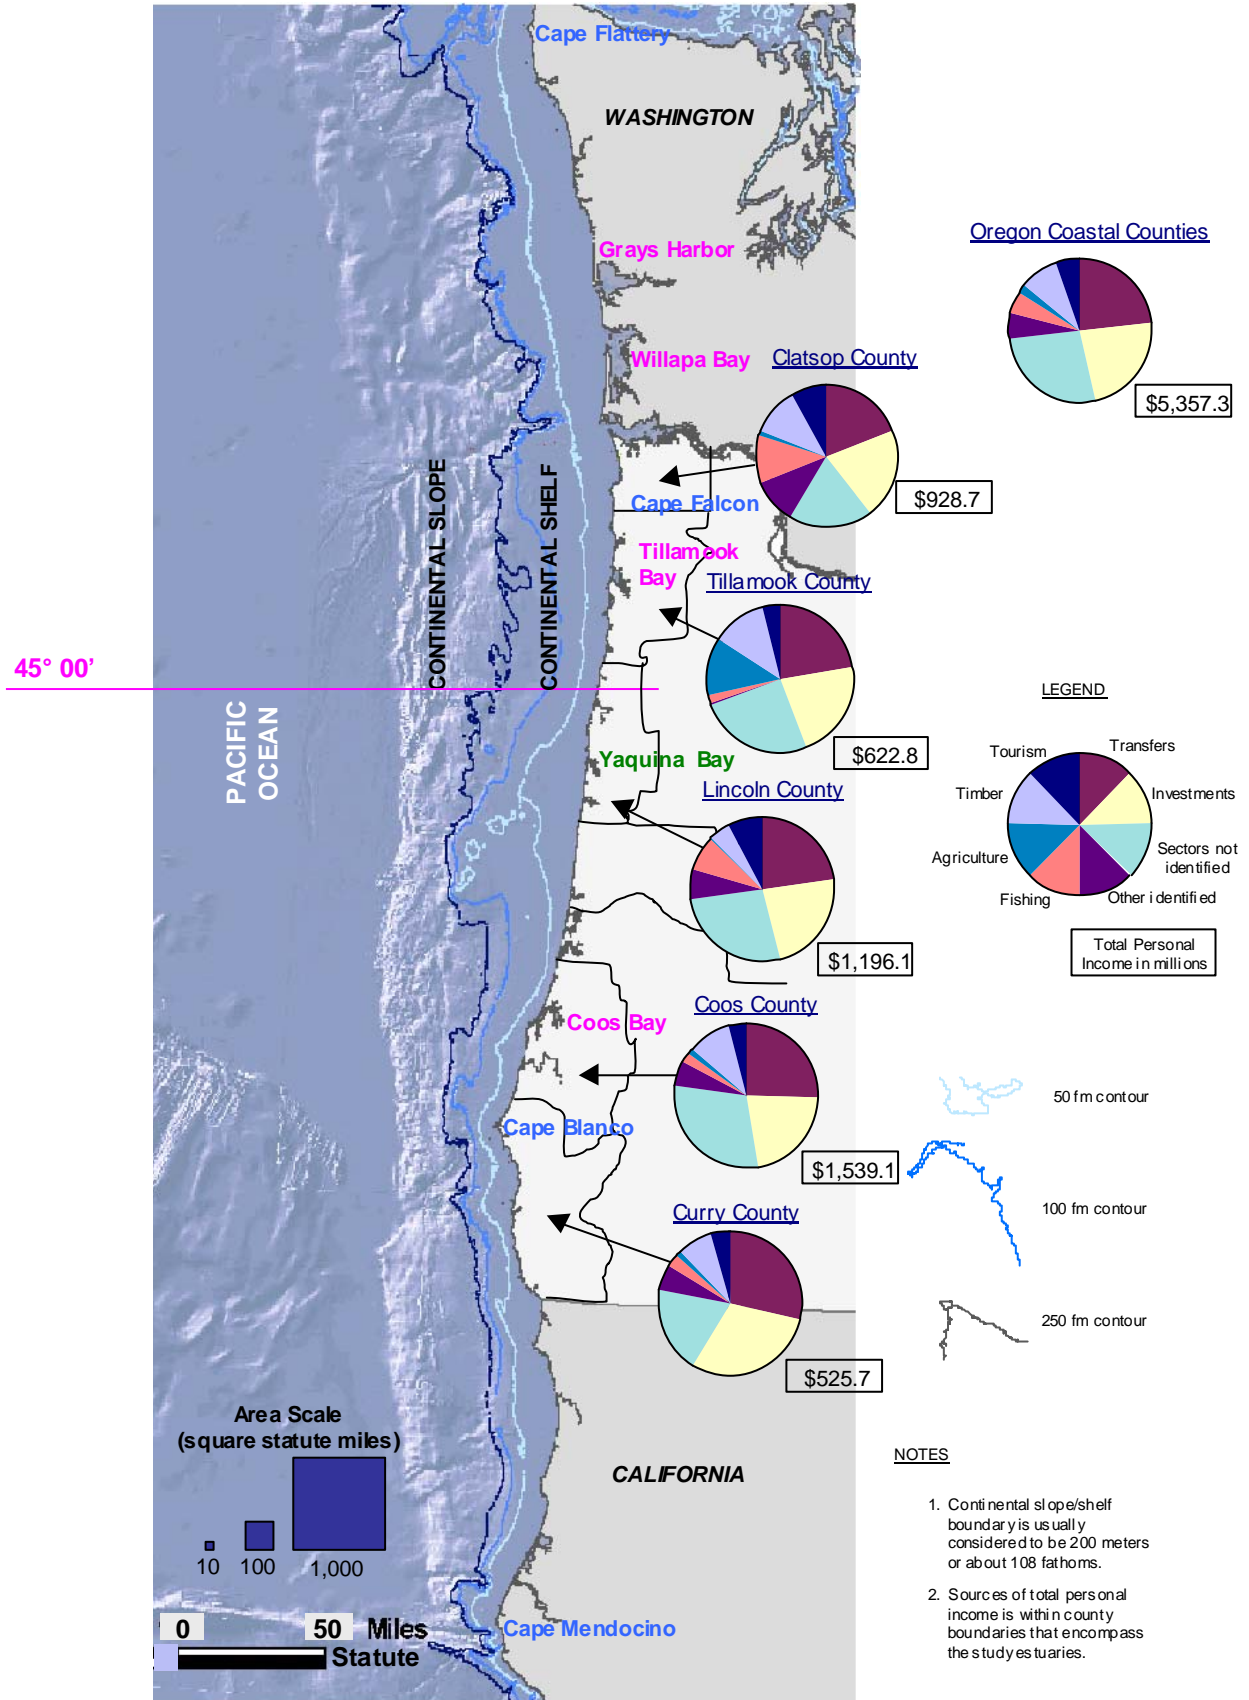 Cape Flattery
WASHINGTON
Grays Harbor
Oregon Coastal Counties
$5,357.3
Willapa Bay
Clatsop County
$928.7
CONTINENTAL SLOPE
CONTINENTAL SHELF
Cape Falcon
Tillamook
Bay
Tillamook County
$622.8
45° 00’
PACIFIC
OCEAN
Yaquina Bay
Lincoln County
$1,196.1
LEGEND
Tourism
Transfers
Timber
Investments
Agriculture
Sectors not
identified
Fishing
Other identified
Total Personal
Income in millions
Coos Bay
Coos County
$1,539.1
Cape Blanco
Curry County
$525.7
50 fm contour
100 fm contour
250 fm contour
Area Scale
(square statute miles)
10
100
1,000
CALIFORNIA
NOTES
1. Continental slope/shelf
boundary is usually
considered to be 200 meters
or about 108 fathoms.
2. Sources of total personal
income is within county
boundaries that encompass
the study estuaries.
0 50 Miles
Statute
Cape Mendocino